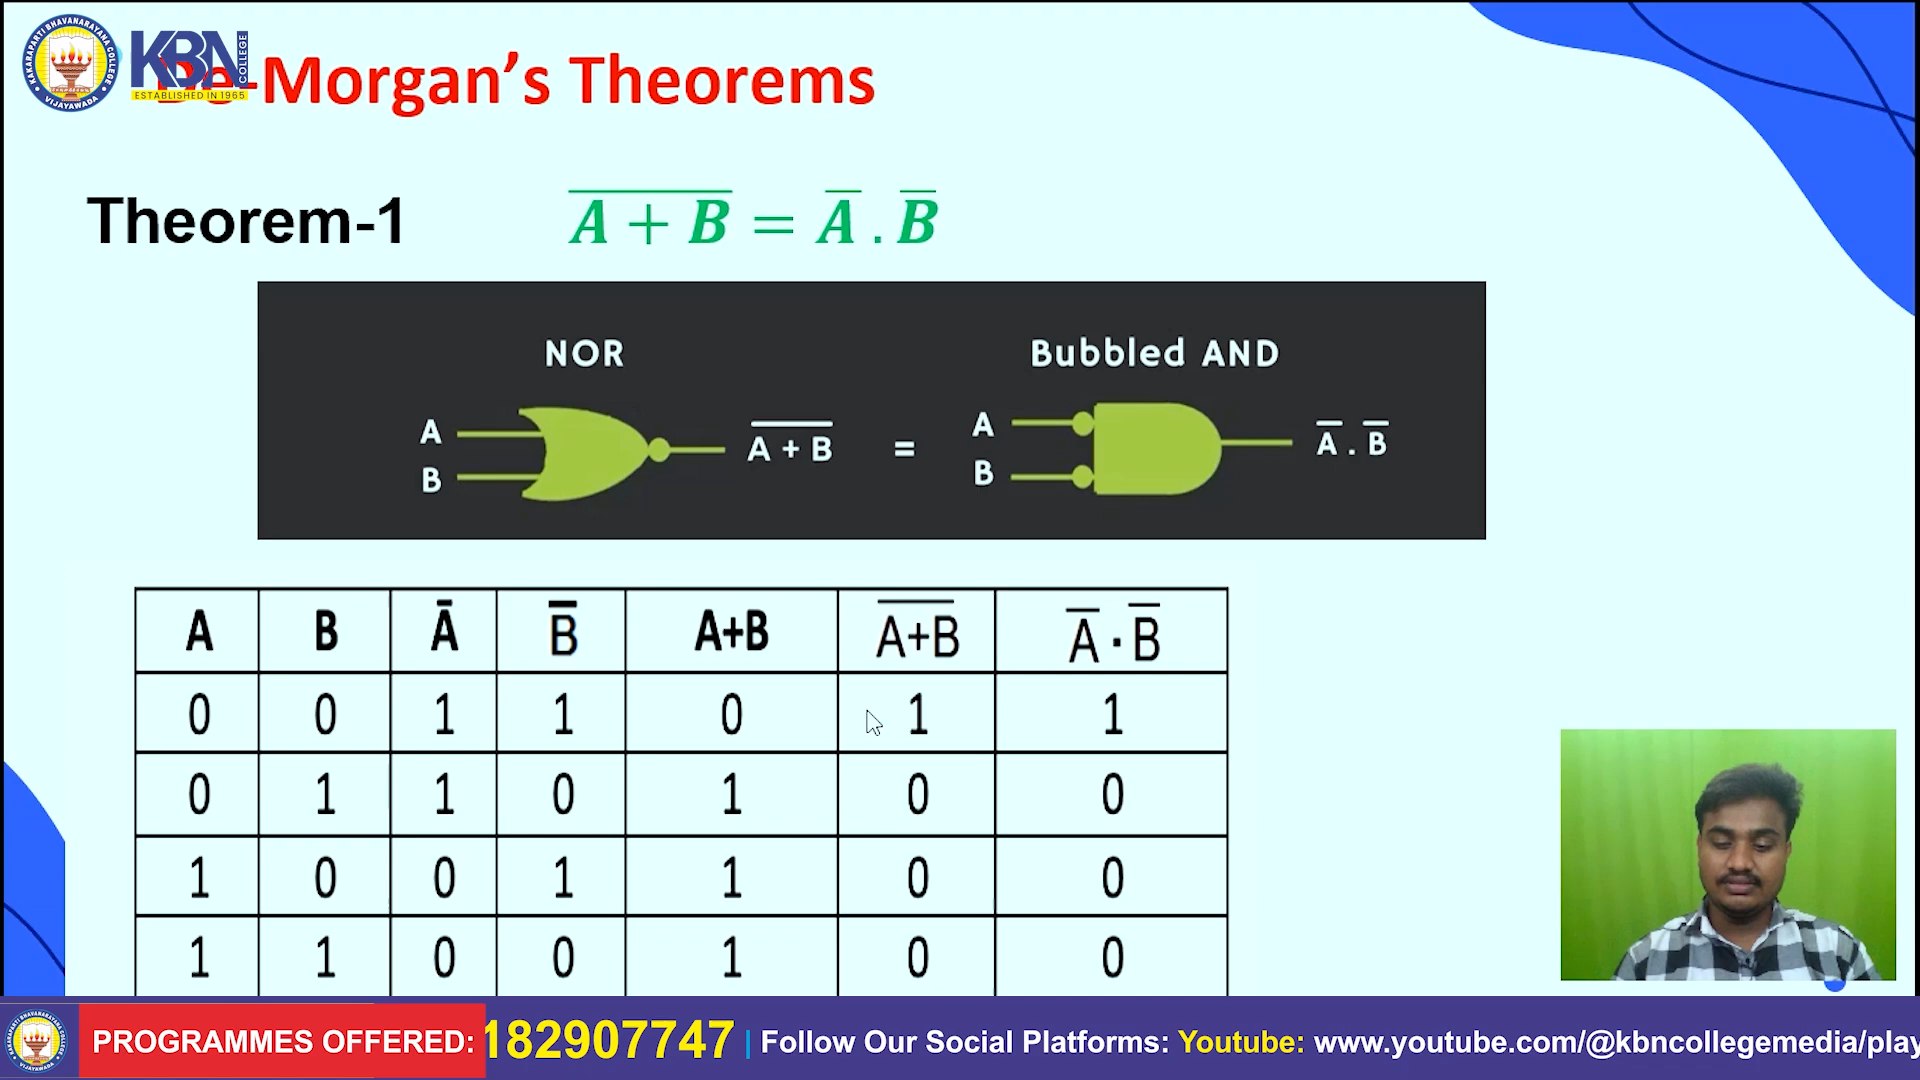 KAKARAPARTI BHAVANARAYANA COLLEGE
VIJAYAWADA
KBN
COLLEGE
ESTABLISHED IN 1965
De-Morgan’s Theorems
Theorem-1
A̅ ̅+̅ ̅B̅ = A̅ . B̅
NOR
Bubbled AND
A
B
A̅ ̅+̅ ̅B̅
=
A
B
A̅ . B̅
A B A̅ B̅ A+B A̅+̅B̅ A̅ · B̅
0 0 1 1 0 1 1
0 1 1 0 1 0 0
1 0 0 1 1 0 0
1 1 0 0 1 0 0
PROGRAMMES OFFERED: 182907747 | Follow Our Social Platforms: Youtube: www.youtube.com/@kbncollegemedia/play